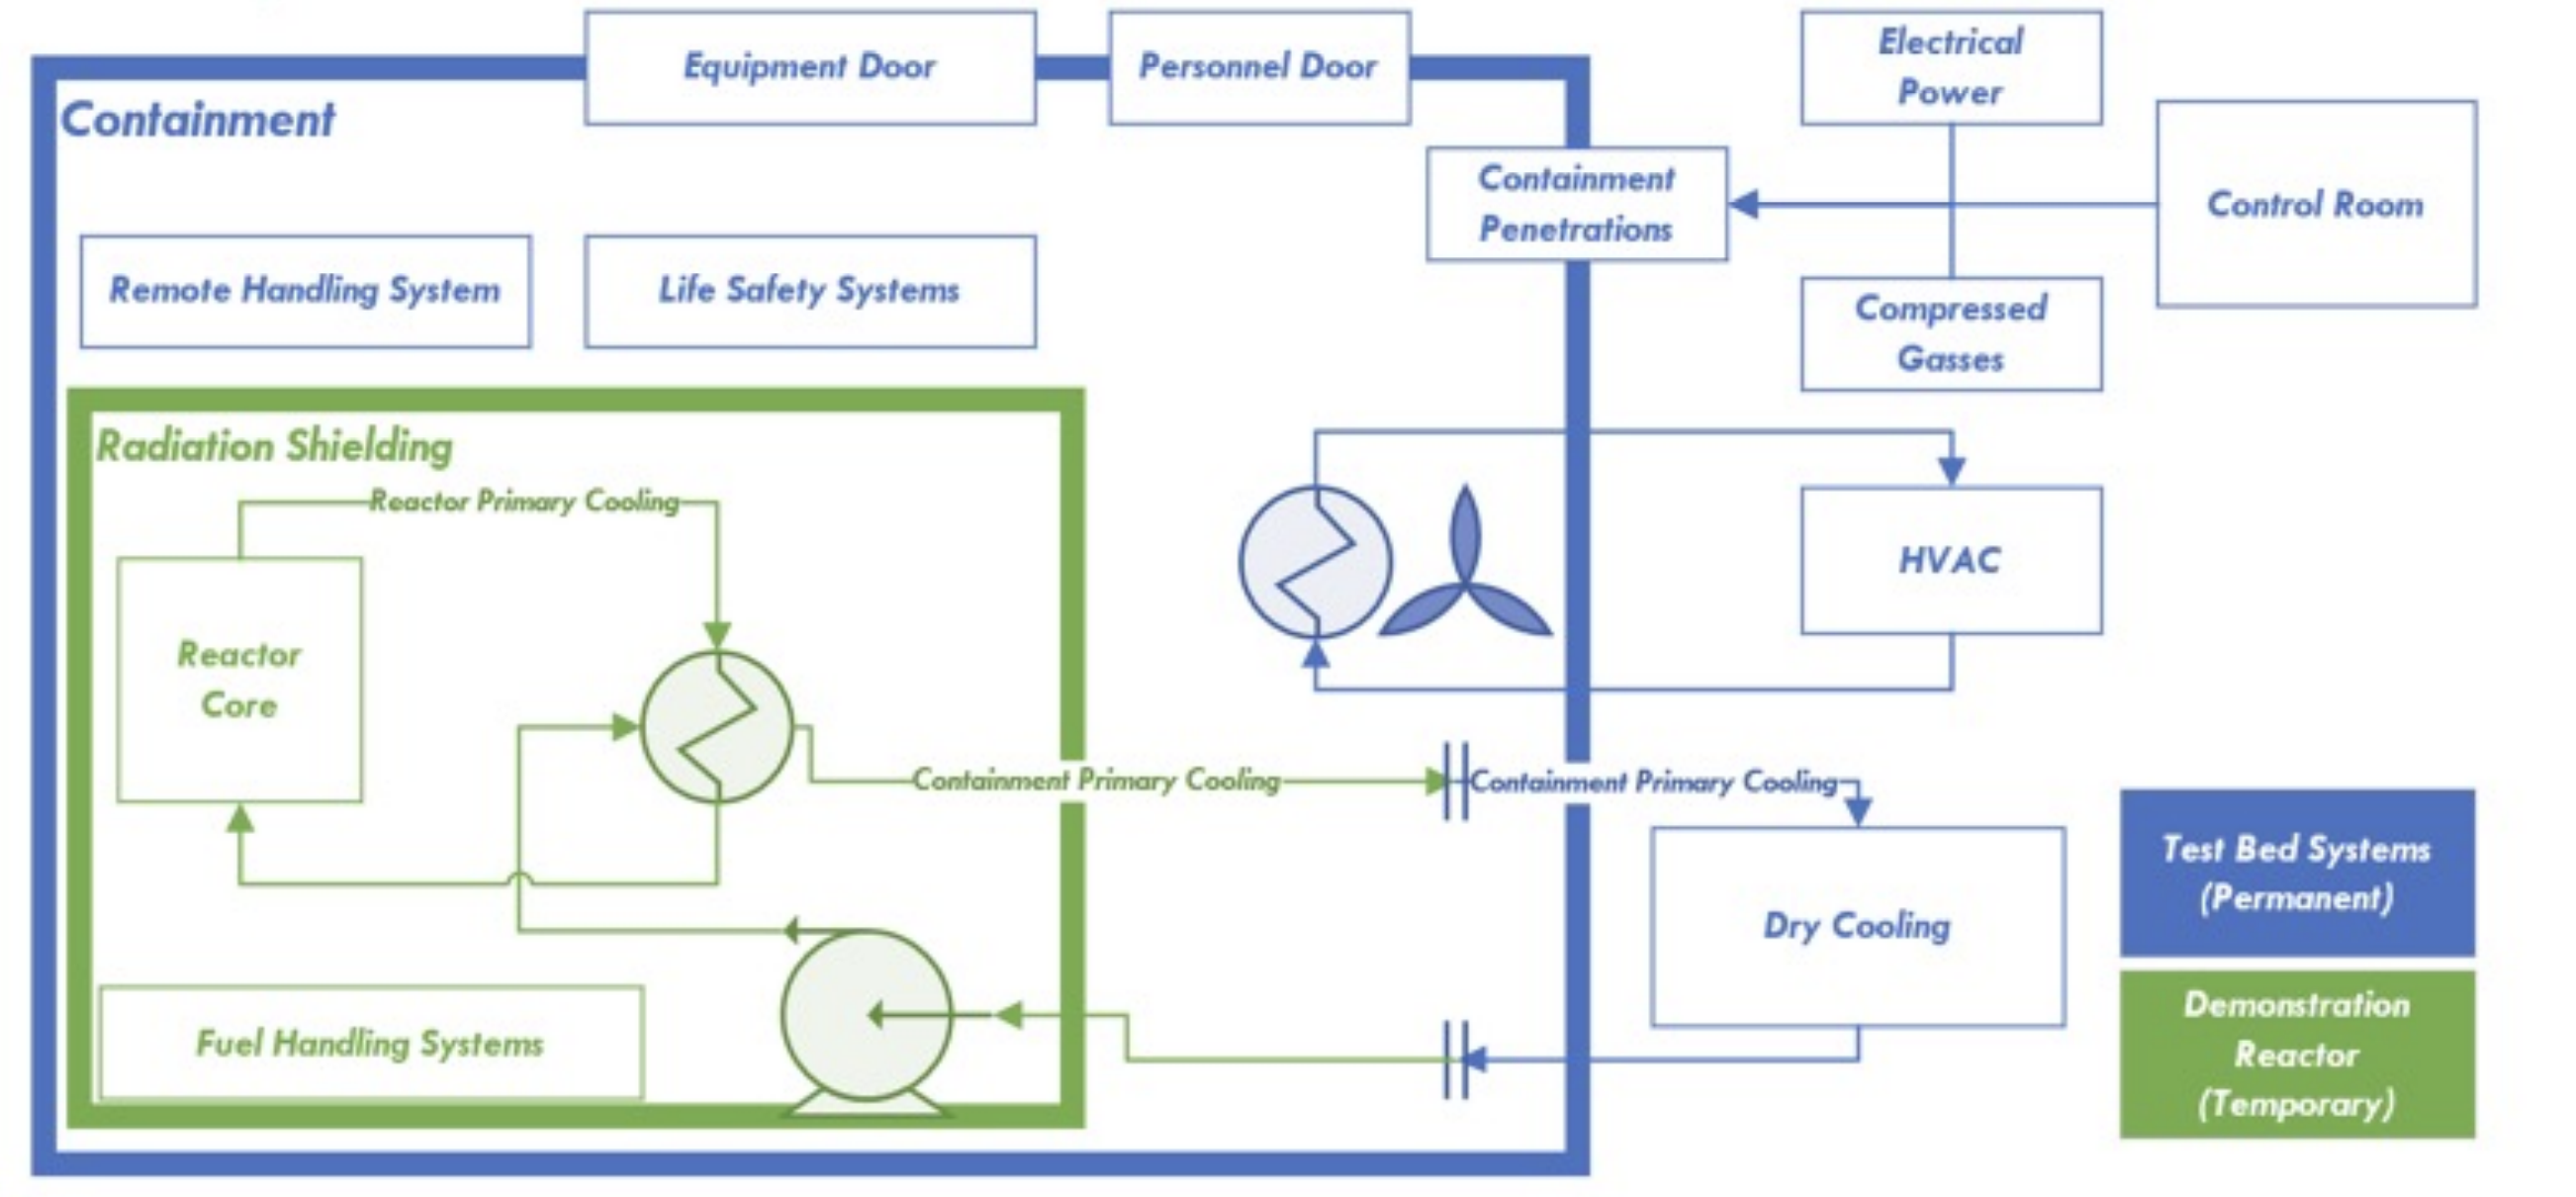 Equipment Door
Personnel Door
Electrical
Power
Containment
Containment
Penetrations
Control Room
Remote Handling System
Life Safety Systems
Compressed
Gasses
Radiation Shielding
Reactor Primary Cooling
HVAC
Reactor
Core
Containment Primary Cooling
Containment Primary Cooling
Dry Cooling
Test Bed Systems
(Permanent)
Fuel Handling Systems
Demonstration
Reactor
(Temporary)